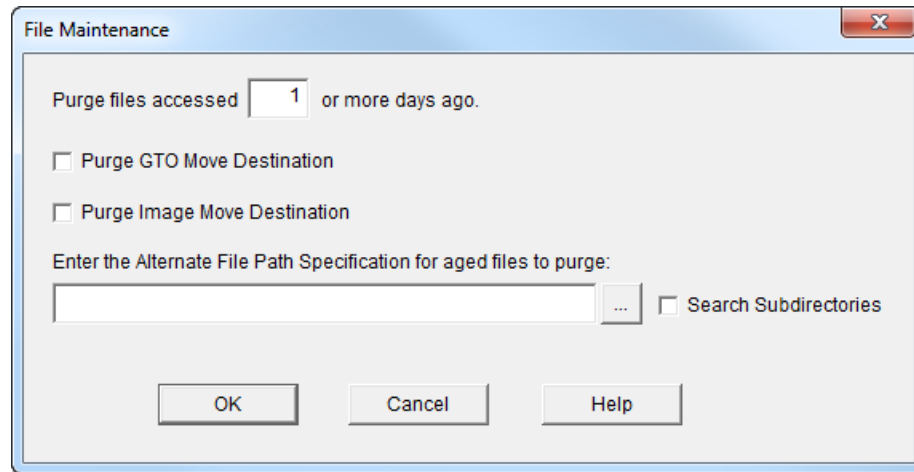 File Maintenance
Purge files accessed 1 or more days ago.
Purge GTO Move Destination
Purge Image Move Destination
Enter the Alternate File Path Specification for aged files to purge:
... Search Subdirectories
OK Cancel Help